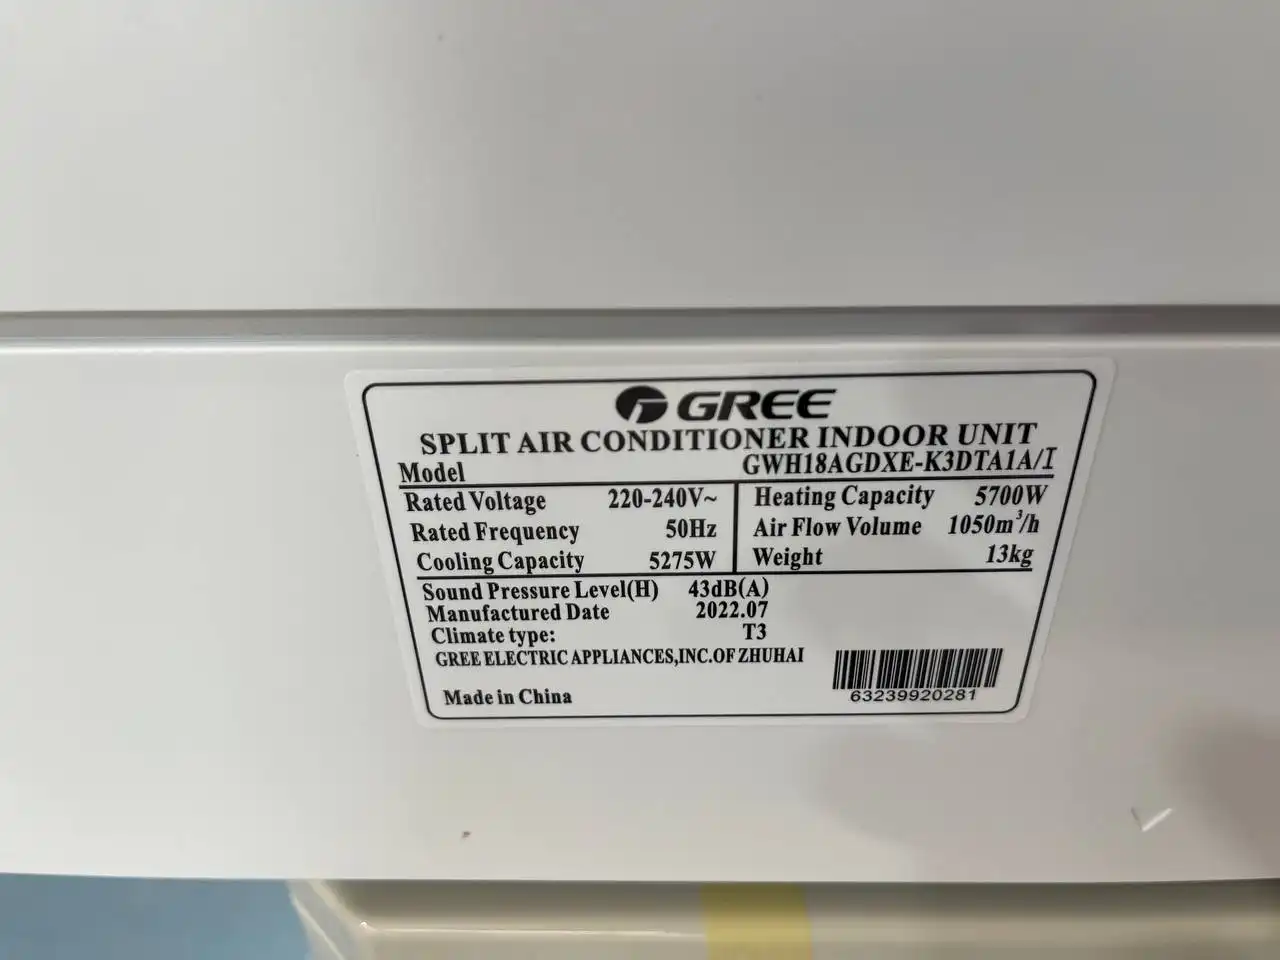 GREE
SPLIT AIR CONDITIONER INDOOR UNIT
Model GWH18AGDXE-K3DTA1A/I
Rated Voltage 220-240V~ Heating Capacity 5700W
Rated Frequency 50Hz Air Flow Volume 1050m³/h
Cooling Capacity 5275W Weight 13kg
Sound Pressure Level(H) 43dB(A)
Manufactured Date 2022.07
Climate type: T3
GREE ELECTRIC APPLIANCES,INC.OF ZHUHAI
Made in China
63239920281